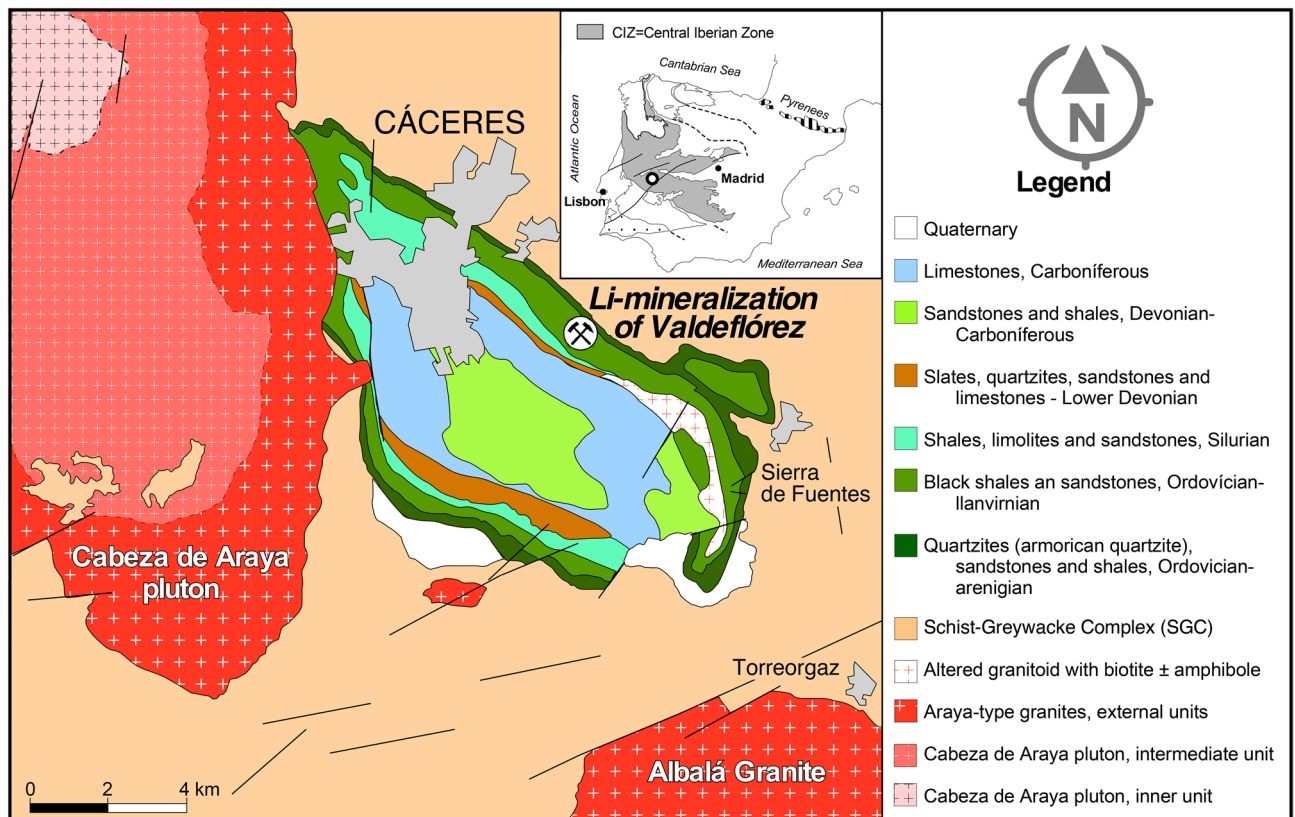 CIZ=Central Iberian Zone
Cantabrian Sea
Pyrenees
Atlantic Ocean
Madrid
Lisbon
Mediterranean Sea
CÁCERES
Li-mineralization
of Valdeflórez
Sierra
de Fuentes
Cabeza de Araya
pluton
Torreorgaz
Albalá Granite
0 2 4 km
N
Legend
Quaternary
Limestones, Carboníferous
Sandstones and shales, Devonian-
Carboníferous
Slates, quartzites, sandstones and
limestones - Lower Devonian
Shales, limolites and sandstones, Silurian
Black shales an sandstones, Ordovícian-
llanvirnian
Quartzites (armorican quartzite),
sandstones and shales, Ordovician-
arenigian
Schist-Greywacke Complex (SGC)
Altered granitoid with biotite ± amphibole
Araya-type granites, external units
Cabeza de Araya pluton, intermediate unit
Cabeza de Araya pluton, inner unit